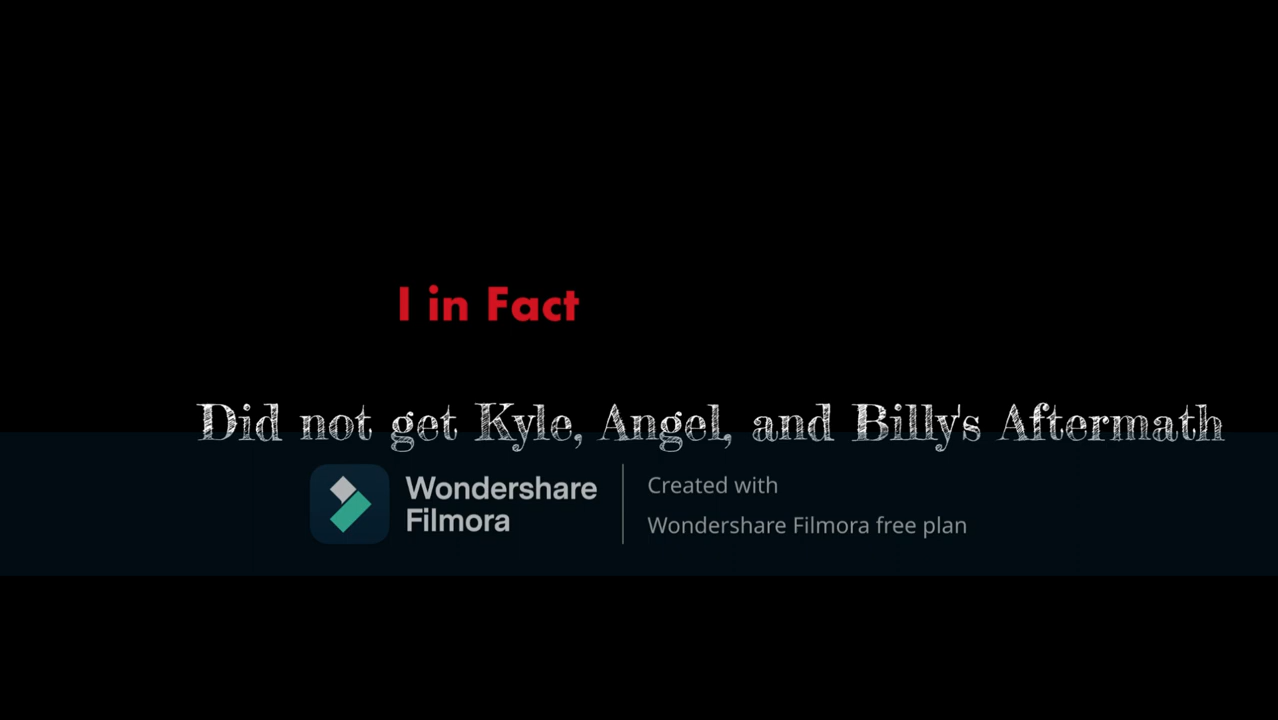 I in Fact
Did not get Kyle, Angel, and Billy's Aftermath
Wondershare
Filmora
Created with
Wondershare Filmora free plan